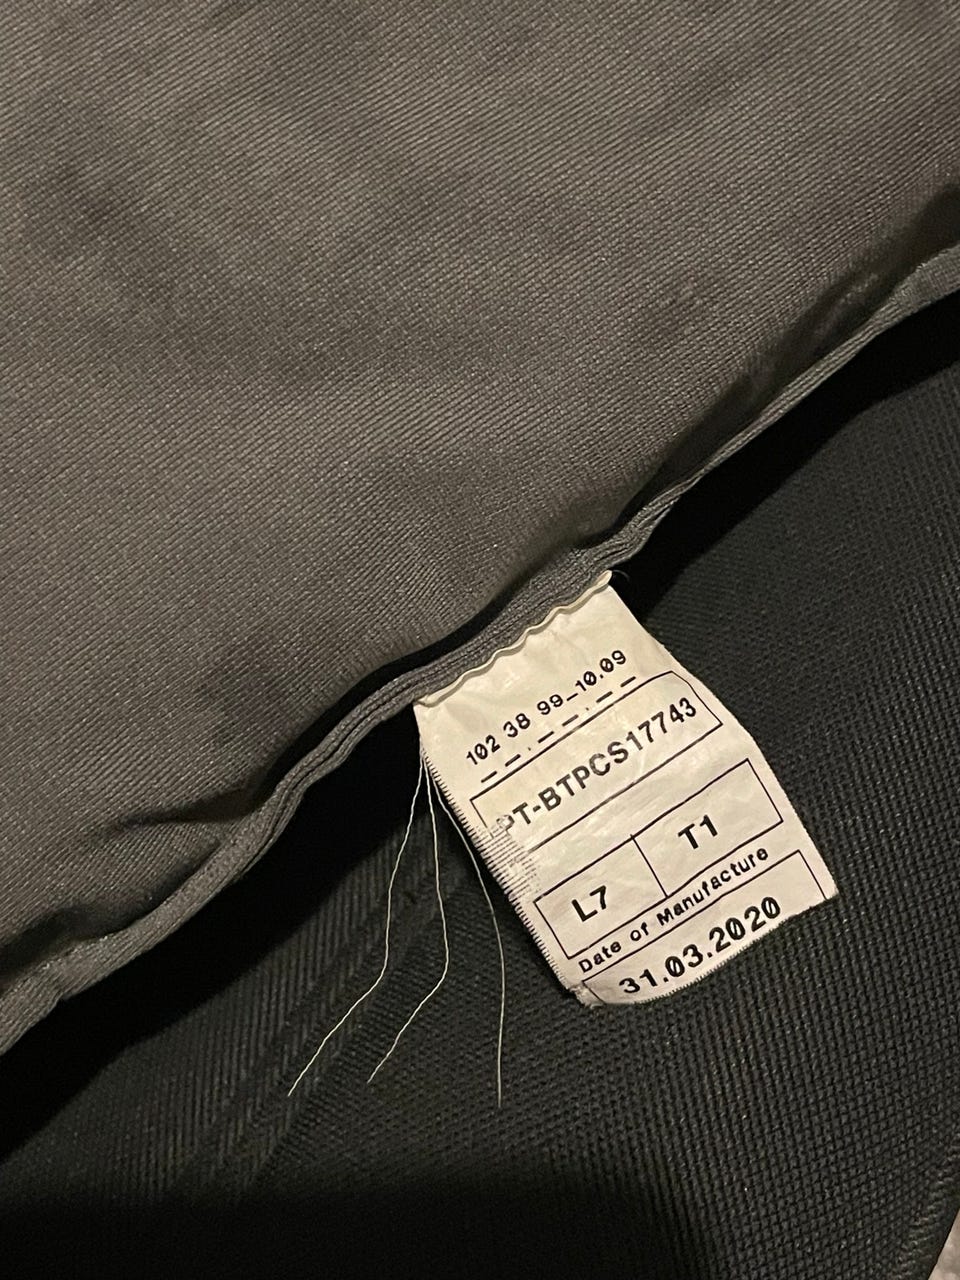 102 38 99_10.09
PT-BTPCS17743
L7 T1
Date of Manufacture
31.03.2020